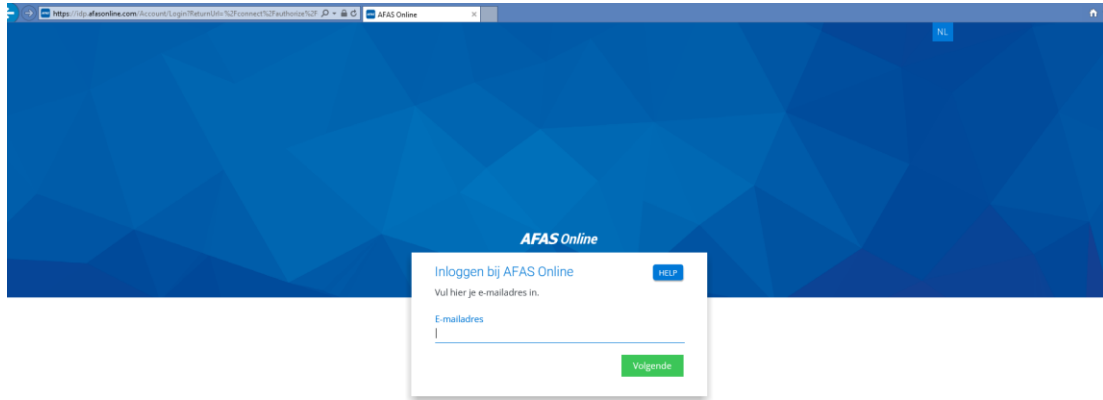 https://idp.afasonline.com/Account/Login?ReturnUrl=%2Fconnect%2Fauthorize%2F
AFAS Online
NL
AFAS Online
Inloggen bij AFAS Online
HELP
Vul hier je e-mailadres in.
E-mailadres
Volgende